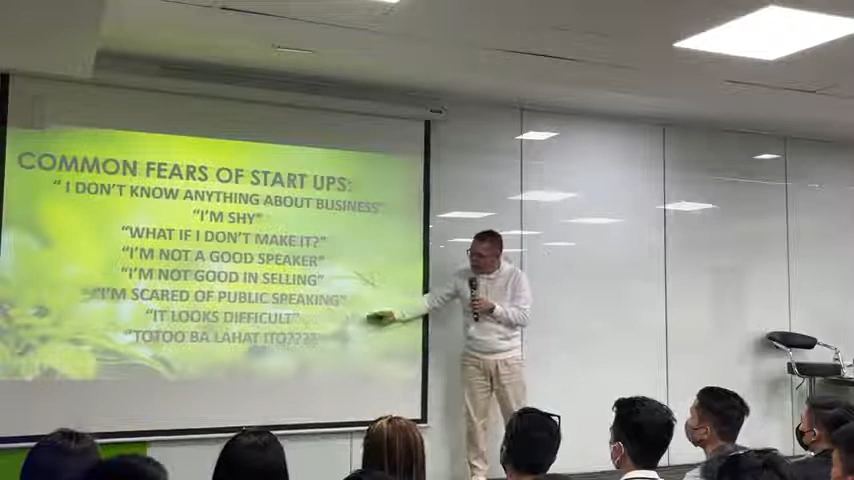 COMMON FEARS OF START UPS:
"I DON'T KNOW ANYTHING ABOUT BUSINESS"
"I'M SHY"
"WHAT IF I DON'T MAKE IT?"
"I'M NOT A GOOD SPEAKER"
"I'M NOT GOOD IN SELLING"
"I'M SCARED OF PUBLIC SPEAKING"
"IT LOOKS DIFFICULT"
"TOTOO BA LAHAT ITO????"